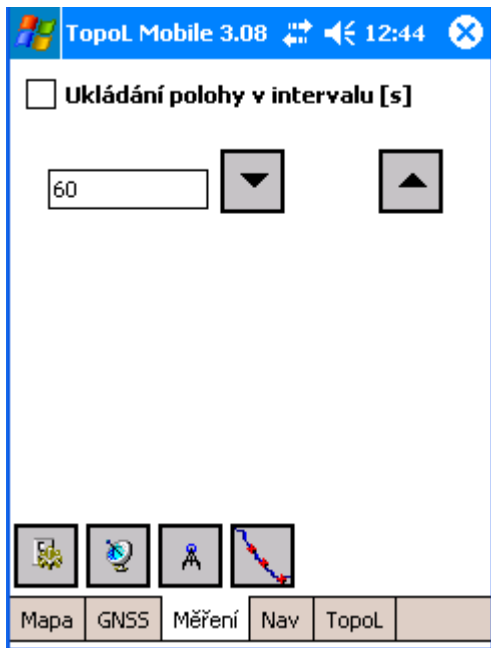 TopoL Mobile 3.08 12:44
Ukládání polohy v intervalu [s]
60
Mapa GNSS Měření Nav TopoL